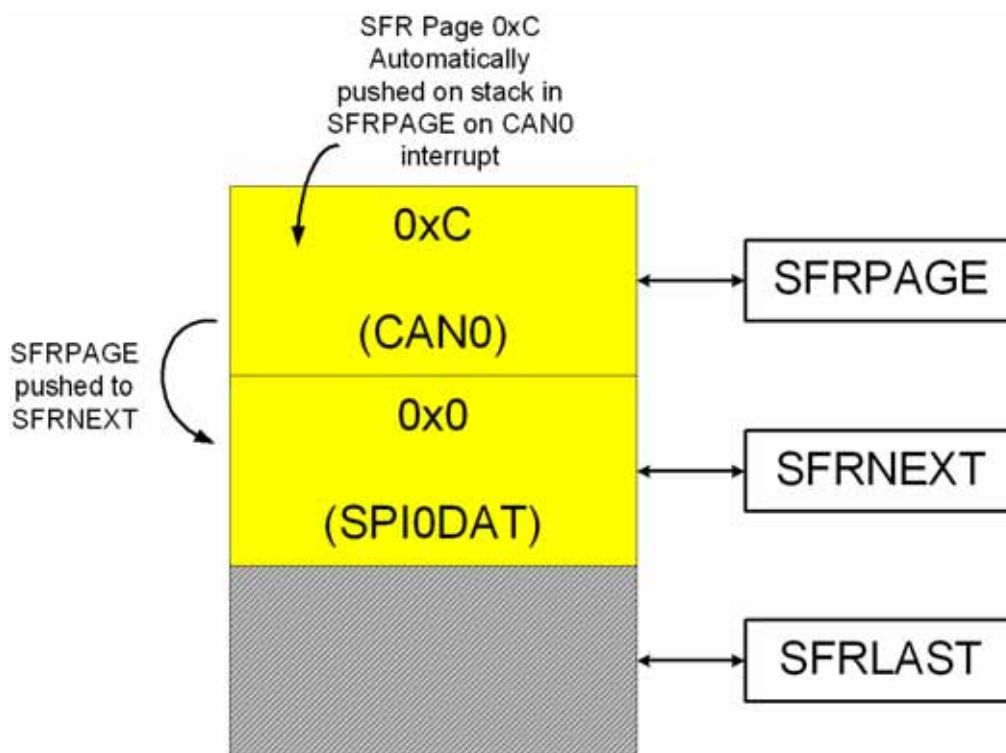 SFR Page 0xC
Automatically
pushed on stack in
SFRPAGE on CAN0
interrupt
0xC
(CAN0)
SFRPAGE
SFRPAGE
pushed to
SFRNEXT
0x0
(SPI0DAT)
SFRNEXT
SFRLAST